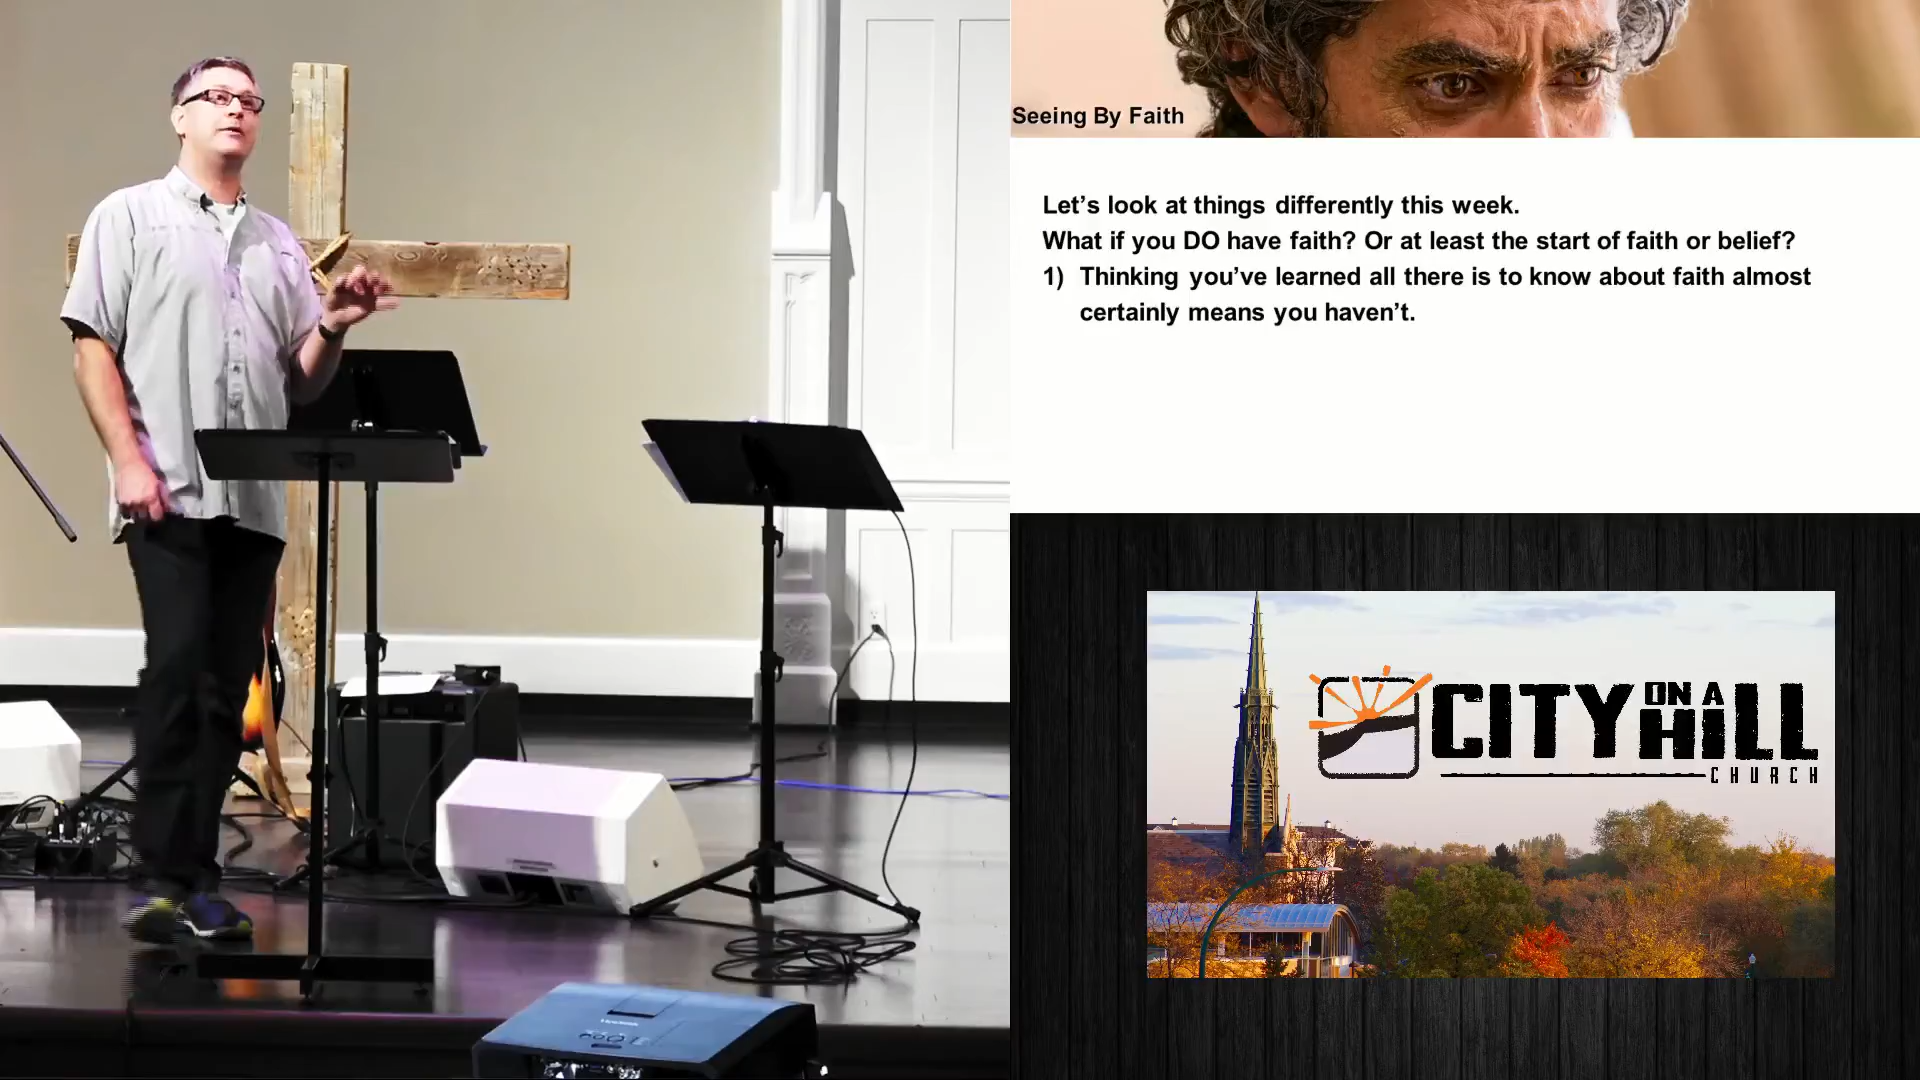 Seeing By Faith
Let's look at things differently this week.
What if you DO have faith? Or at least the start of faith or belief?
1) Thinking you've learned all there is to know about faith almost
certainly means you haven't.
CITY ON A HiLL
CHURCH